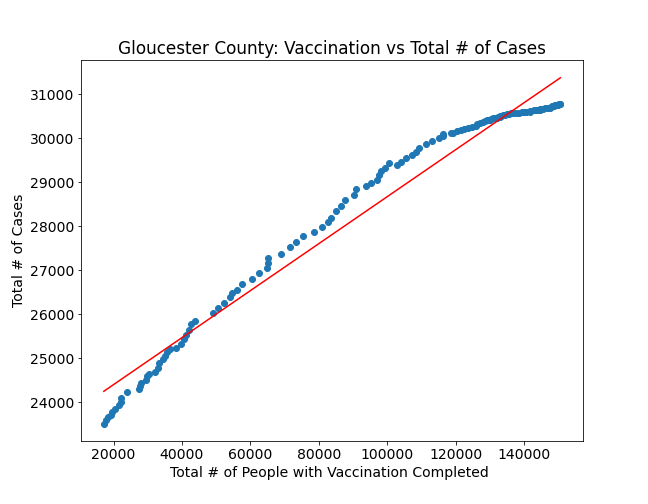 Gloucester County: Vaccination vs Total # of Cases
31000
30000
29000
28000
27000
26000
25000
24000
Total # of Cases
20000 40000 60000 80000 100000 120000 140000
Total # of People with Vaccination Completed